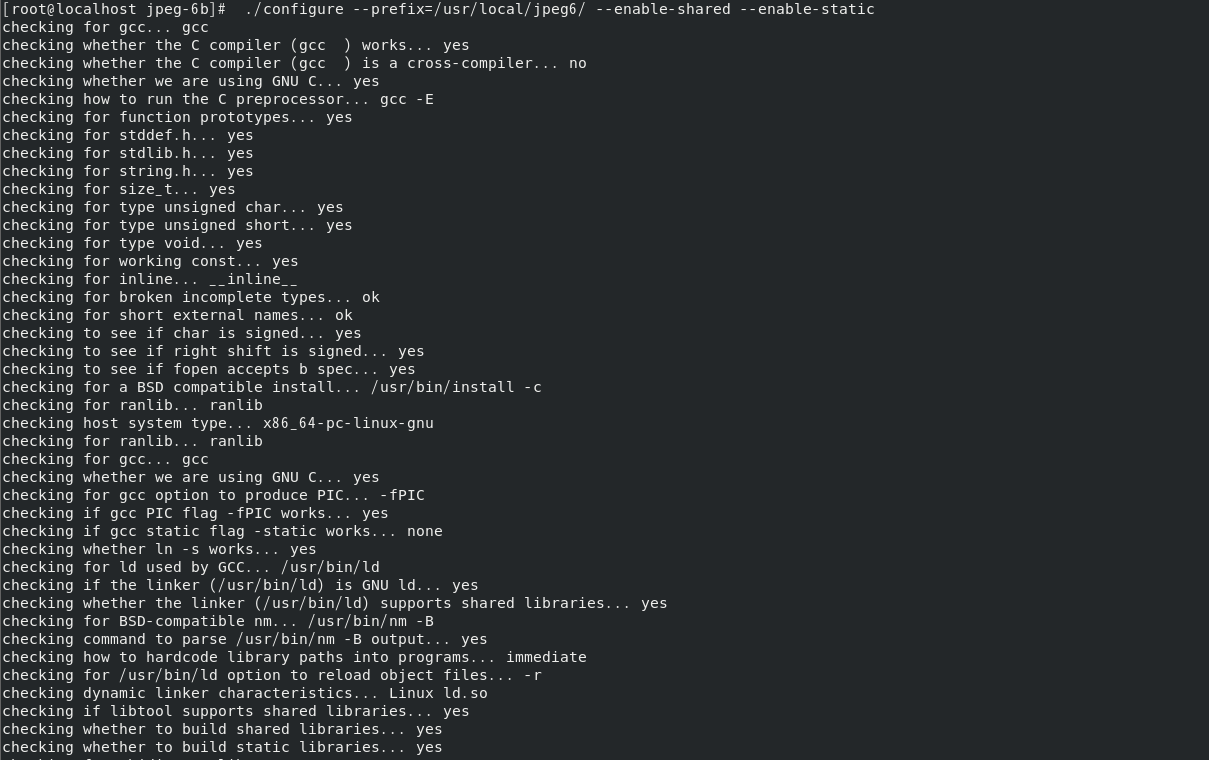 [root@localhost jpeg-6b]#  ./configure --prefix=/usr/local/jpeg6/ --enable-shared --enable-static
checking for gcc... gcc
checking whether the C compiler (gcc  ) works... yes
checking whether the C compiler (gcc  ) is a cross-compiler... no
checking whether we are using GNU C... yes
checking how to run the C preprocessor... gcc -E
checking for function prototypes... yes
checking for stddef.h... yes
checking for stdlib.h... yes
checking for string.h... yes
checking for size_t... yes
checking for type unsigned char... yes
checking for type unsigned short... yes
checking for type void... yes
checking for working const... yes
checking for inline... __inline__
checking for broken incomplete types... ok
checking for short external names... ok
checking to see if char is signed... yes
checking to see if right shift is signed... yes
checking to see if fopen accepts b spec... yes
checking for a BSD compatible install... /usr/bin/install -c
checking for ranlib... ranlib
checking host system type... x86_64-pc-linux-gnu
checking for ranlib... ranlib
checking for gcc... gcc
checking whether we are using GNU C... yes
checking for gcc option to produce PIC... -fPIC
checking if gcc PIC flag -fPIC works... yes
checking if gcc static flag -static works... none
checking whether ln -s works... yes
checking for ld used by GCC... /usr/bin/ld
checking if the linker (/usr/bin/ld) is GNU ld... yes
checking whether the linker (/usr/bin/ld) supports shared libraries... yes
checking for BSD-compatible nm... /usr/bin/nm -B
checking command to parse /usr/bin/nm -B output... yes
checking how to hardcode library paths into programs... immediate
checking for /usr/bin/ld option to reload object files... -r
checking dynamic linker characteristics... Linux ld.so
checking if libtool supports shared libraries... yes
checking whether to build shared libraries... yes
checking whether to build static libraries... yes